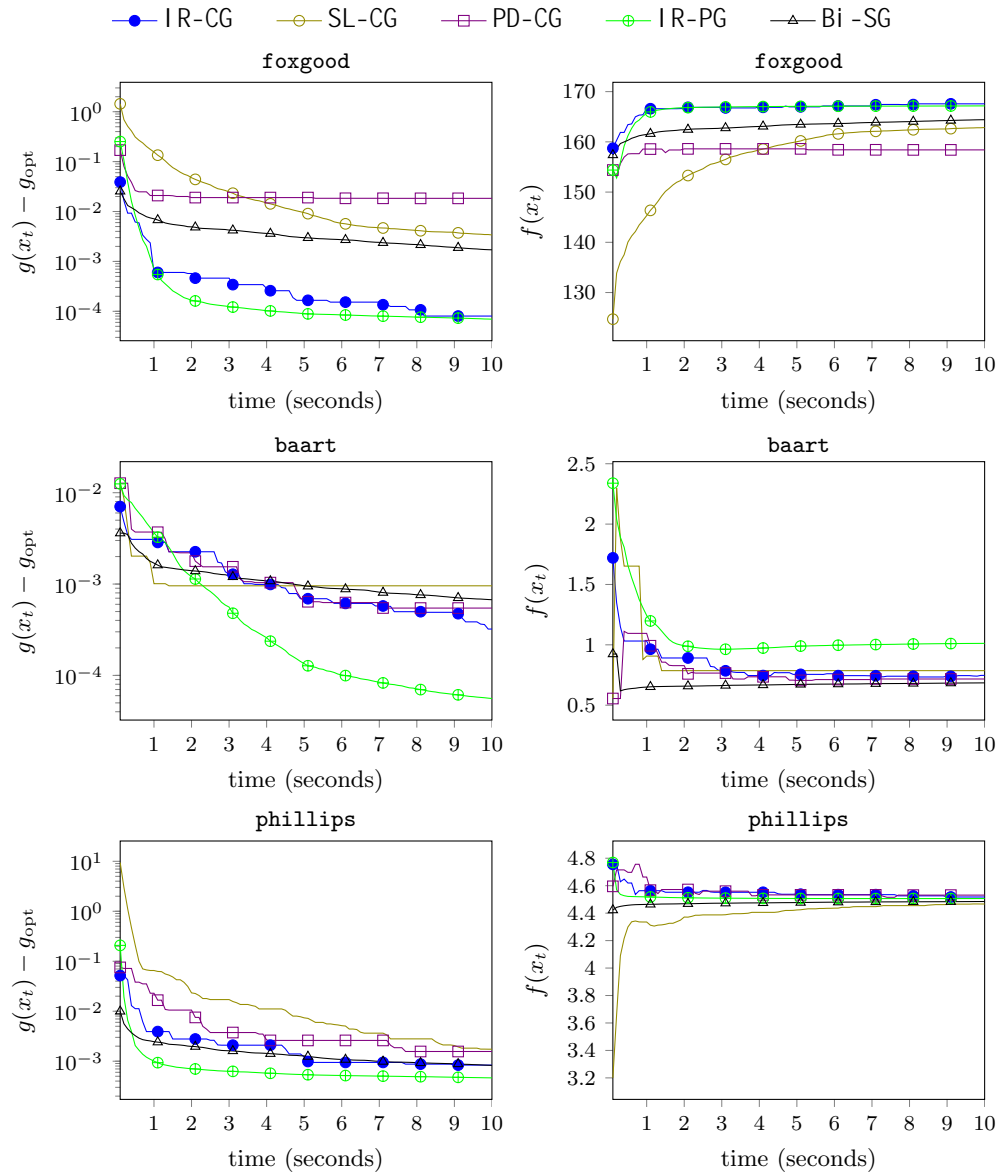 IR-CG SL-CG PD-CG IR-PG Bi-SG
foxgood
g(x_t) − g_opt
10^0
10^−1
10^−2
10^−3
10^−4
1 2 3 4 5 6 7 8 9 10
time (seconds)
foxgood
f(x_t)
170
160
150
140
130
1 2 3 4 5 6 7 8 9 10
time (seconds)
baart
g(x_t) − g_opt
10^−2
10^−3
10^−4
1 2 3 4 5 6 7 8 9 10
time (seconds)
baart
f(x_t)
2.5
2
1.5
1
0.5
1 2 3 4 5 6 7 8 9 10
time (seconds)
phillips
g(x_t) − g_opt
10^1
10^0
10^−1
10^−2
10^−3
1 2 3 4 5 6 7 8 9 10
time (seconds)
phillips
f(x_t)
4.8
4.6
4.4
4.2
4
3.8
3.6
3.4
3.2
1 2 3 4 5 6 7 8 9 10
time (seconds)